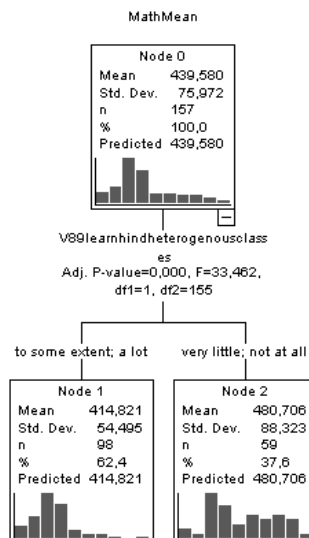 MathMean
Node 0
Mean 439,580
Std. Dev. 75,972
n 157
% 100,0
Predicted 439,580
V89learnhindheterogenousclass
es
Adj. P-value=0,000, F=33,462,
df1=1, df2=155
to some extent; a lot
very little; not at all
Node 1
Mean 414,821
Std. Dev. 54,495
n 98
% 62,4
Predicted 414,821
Node 2
Mean 480,706
Std. Dev. 88,323
n 59
% 37,6
Predicted 480,706